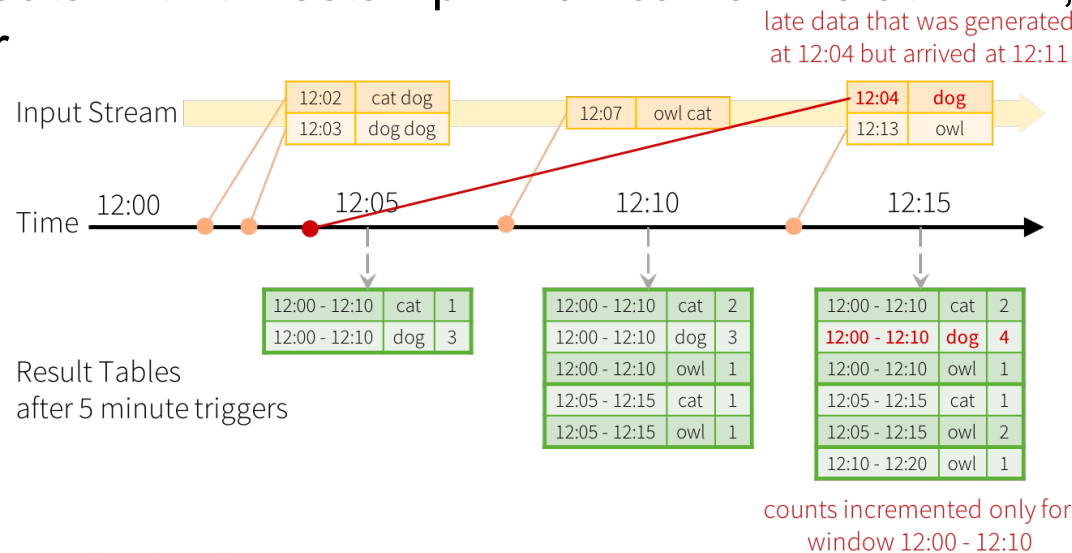 late data that was generated
at 12:04 but arrived at 12:11
Input Stream
12:02 cat dog
12:03 dog dog
12:07 owl cat
12:04 dog
12:13 owl
Time
12:00
12:05
12:10
12:15
12:00 - 12:10 cat 1
12:00 - 12:10 dog 3
12:00 - 12:10 cat 2
12:00 - 12:10 dog 3
12:00 - 12:10 owl 1
12:05 - 12:15 cat 1
12:05 - 12:15 owl 1
12:00 - 12:10 cat 2
12:00 - 12:10 dog 4
12:00 - 12:10 owl 1
12:05 - 12:15 cat 1
12:05 - 12:15 owl 2
12:10 - 12:20 owl 1
Result Tables
after 5 minute triggers
counts incremented only for
window 12:00 - 12:10